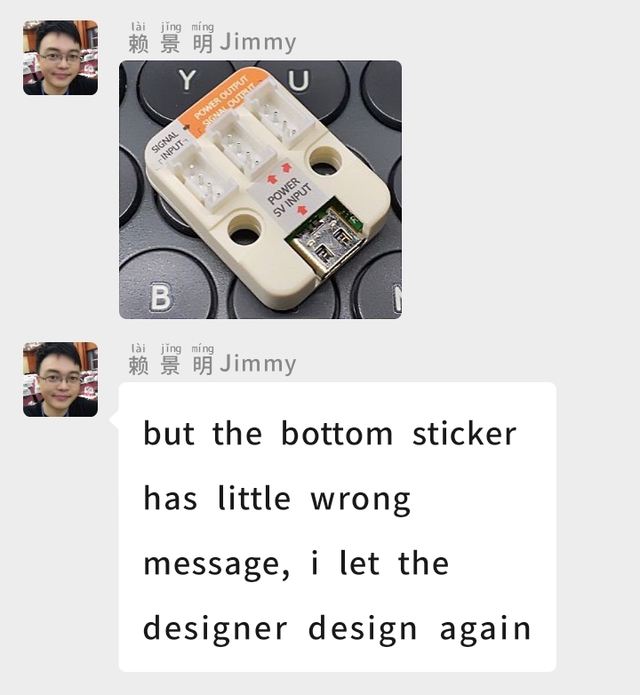 lài jǐng míng
赖 景 明 Jimmy
Y U
SIGNAL INPUT
POWER OUTPUT
SIGNAL OUTPUT
POWER
5V INPUT
B
lài jǐng míng
赖 景 明 Jimmy
but the bottom sticker
has little wrong
message, i let the
designer design again